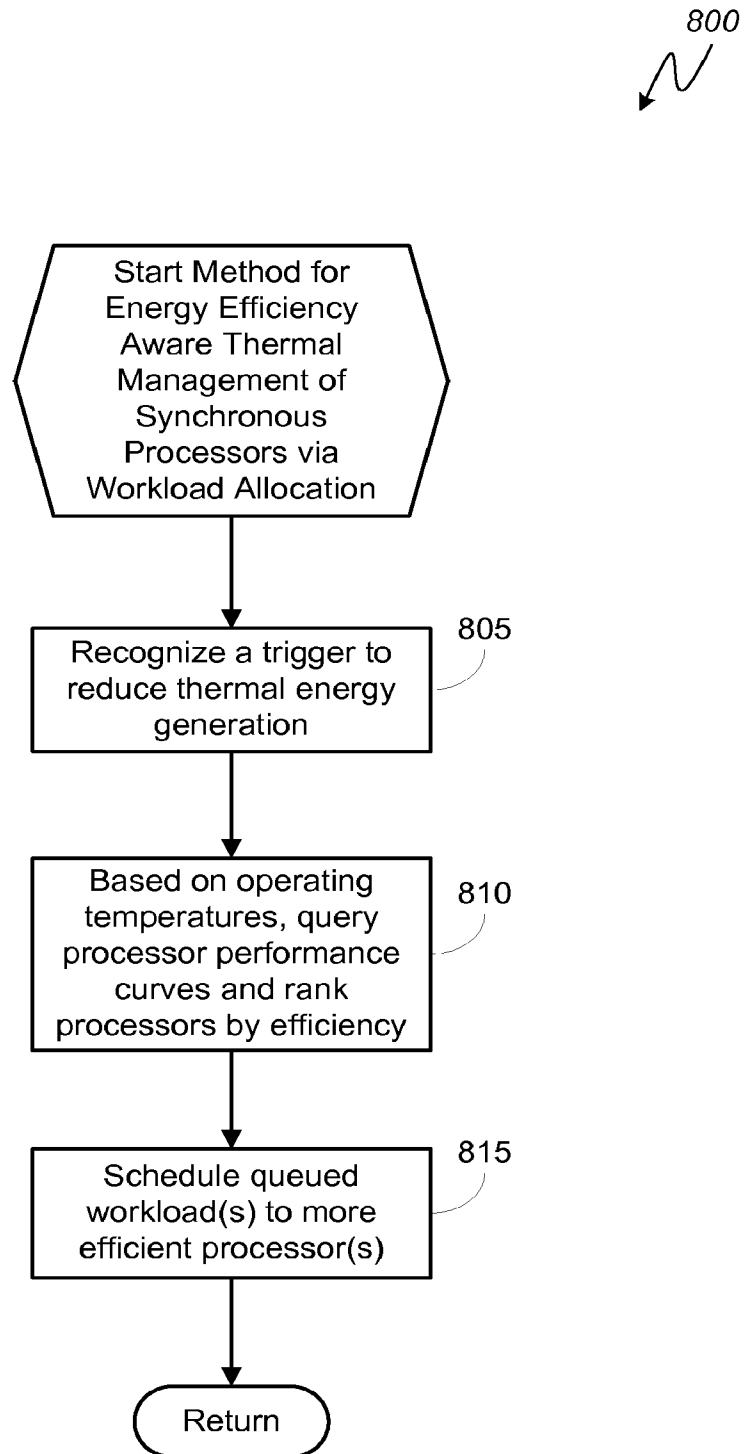 800
Start Method for
Energy Efficiency
Aware Thermal
Management of
Synchronous
Processors via
Workload Allocation
805
Recognize a trigger to
reduce thermal energy
generation
810
Based on operating
temperatures, query
processor performance
curves and rank
processors by efficiency
815
Schedule queued
workload(s) to more
efficient processor(s)
Return